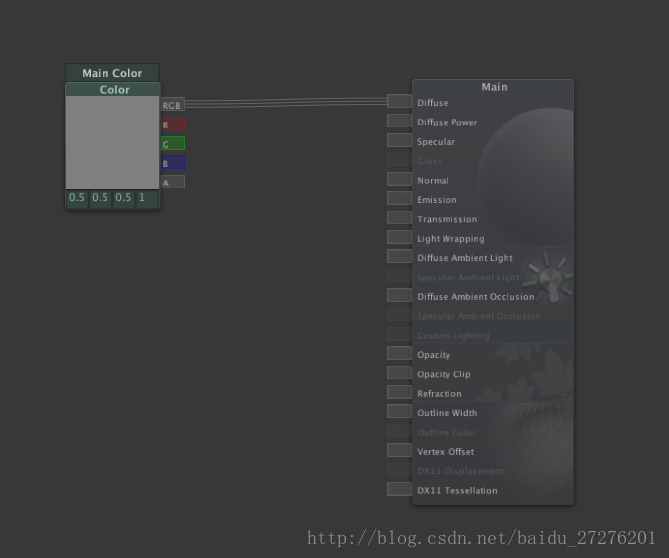 Main Color
Color
RGB
R
G
B
A
0.5 0.5 0.5 1
Main
Diffuse
Diffuse Power
Specular
Gloss
Normal
Emission
Transmission
Light Wrapping
Diffuse Ambient Light
Specular Ambient Light
Diffuse Ambient Occlusion
Specular Ambient Occlusion
Custom Lighting
Opacity
Opacity Clip
Refraction
Outline Width
Outline Color
Vertex Offset
DX11 Displacement
DX11 Tessellation
http://blog.csdn.net/baidu_27276201